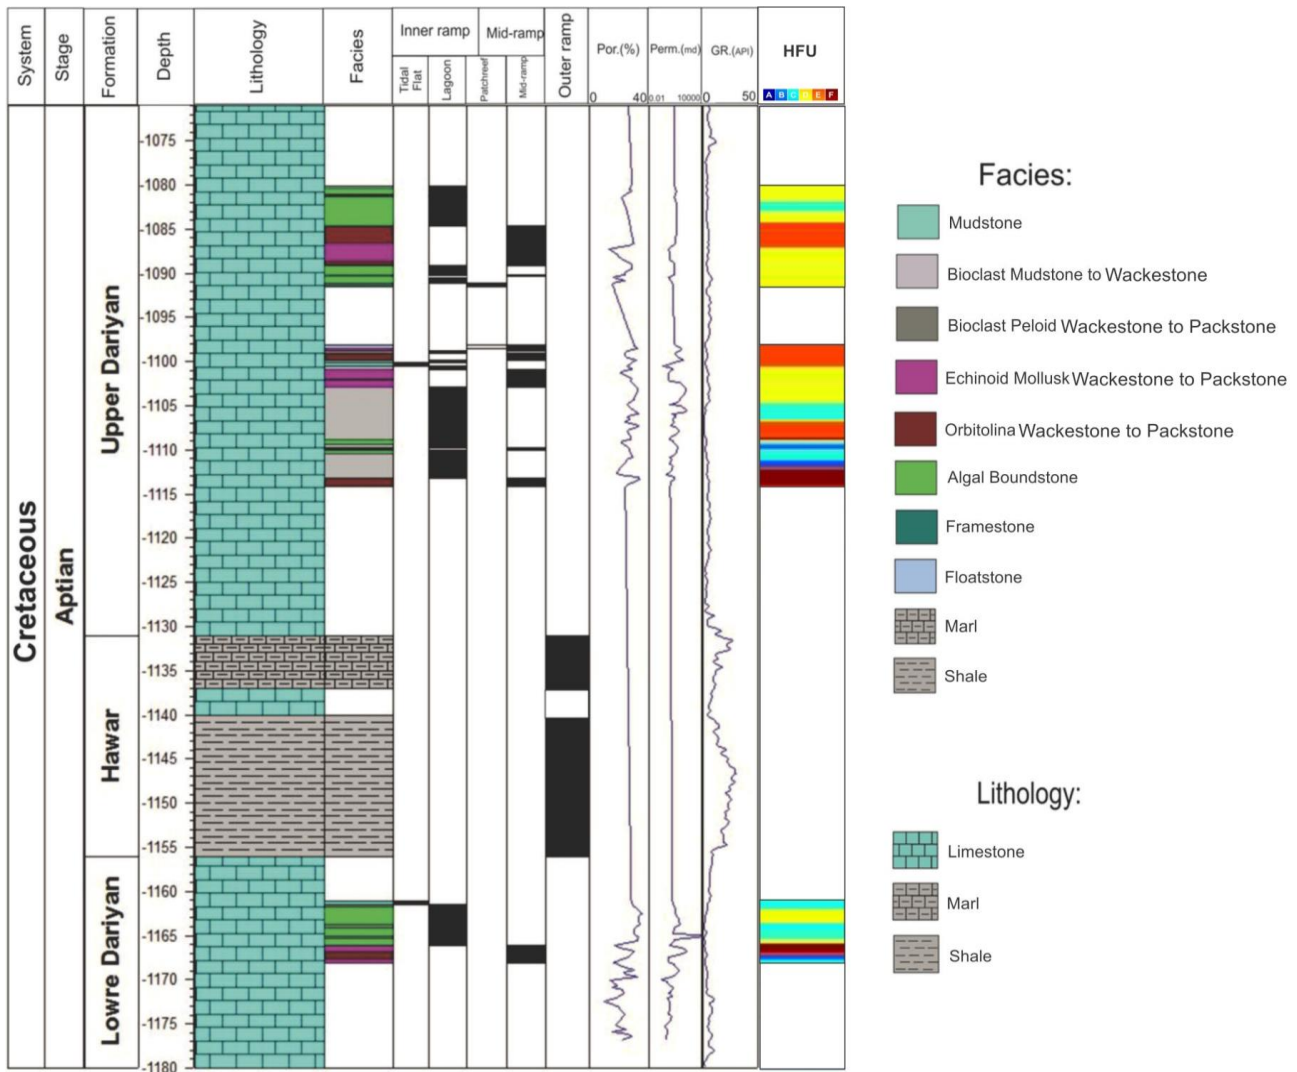 System
Stage
Formation
Depth
Lithology
Facies
Inner ramp
Mid-ramp
Tidal
Flat
Lagoon
Patchreef
Mid-ramp
Outer ramp
Por.(%)
Perm.(md)
GR.(API)
HFU
0 40
0.01 10000
0 50
A B C D E F
Cretaceous
Aptian
Upper Dariyan
Hawar
Lowre Dariyan
-1075
-1080
-1085
-1090
-1095
-1100
-1105
-1110
-1115
-1120
-1125
-1130
-1135
-1140
-1145
-1150
-1155
-1160
-1165
-1170
-1175
-1180
Facies:
Mudstone
Bioclast Mudstone to Wackestone
Bioclast Peloid Wackestone to Packstone
Echinoid Mollusk Wackestone to Packstone
Orbitolina Wackestone to Packstone
Algal Boundstone
Framestone
Floatstone
Marl
Shale
Lithology:
Limestone
Marl
Shale